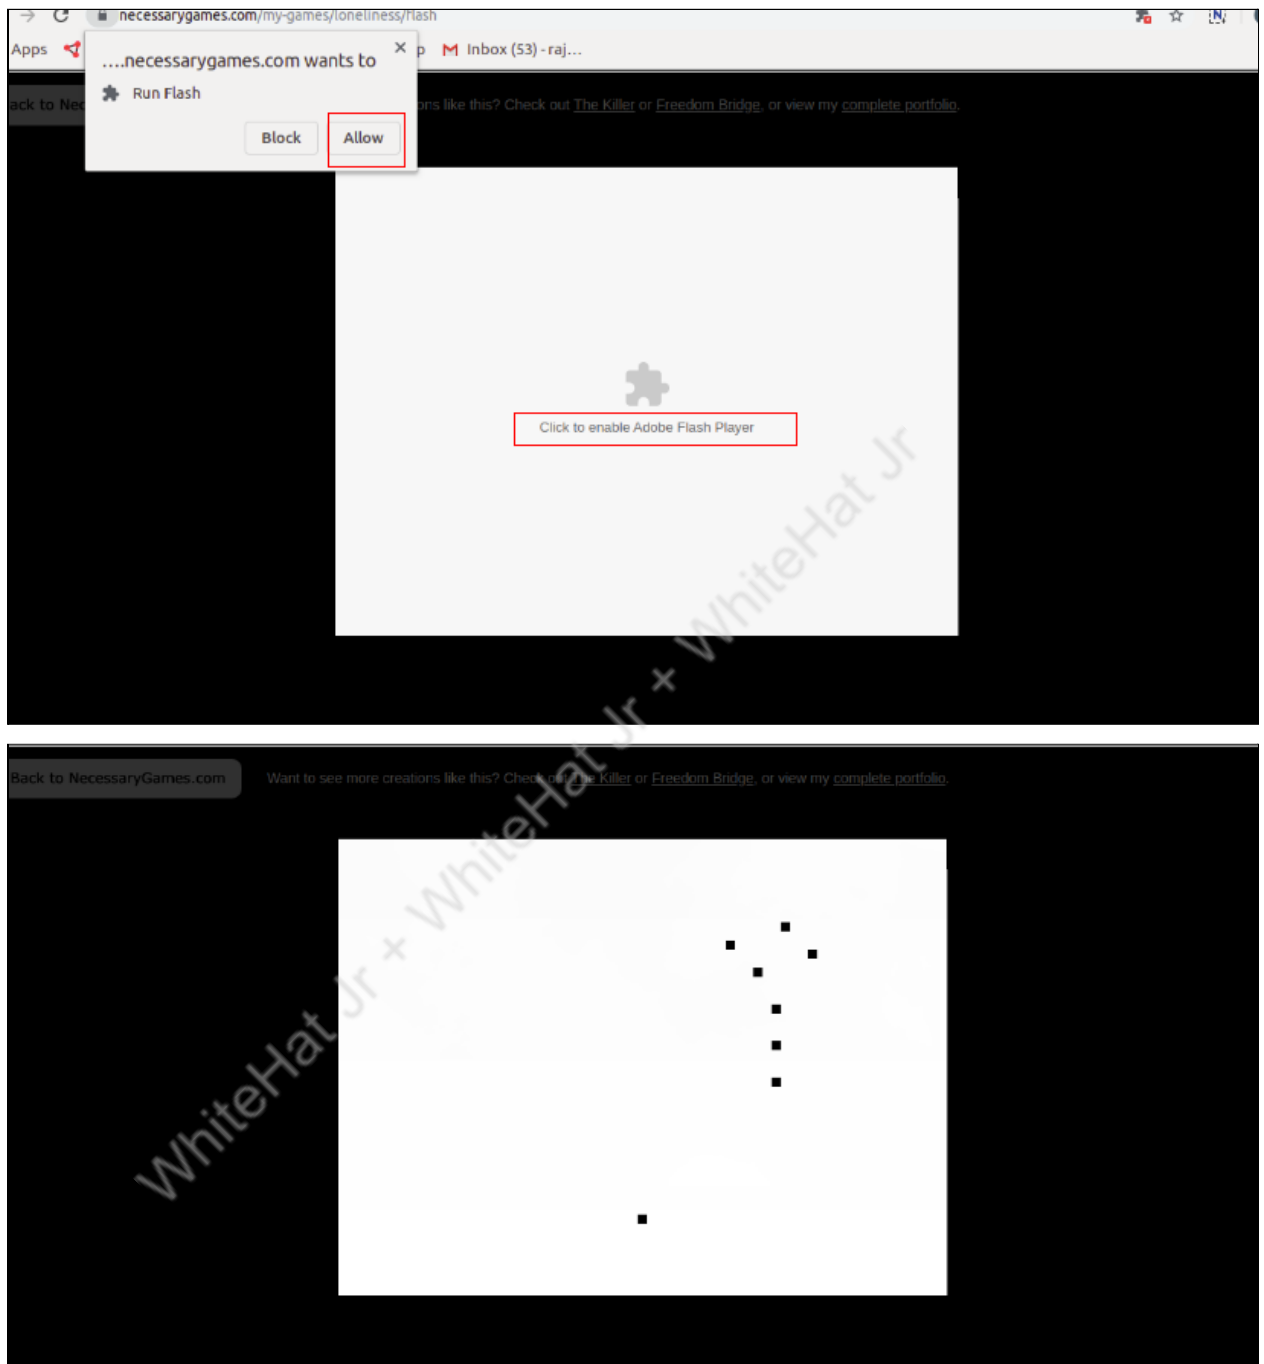 necessarygames.com/my-games/loneliness/flash
Apps
p Inbox (53) - raj...
....necessarygames.com wants to
Run Flash
Block Allow
ack to Nec
ons like this? Check out The Killer or Freedom Bridge, or view my complete portfolio.
Click to enable Adobe Flash Player
Back to NecessaryGames.com
Want to see more creations like this? Check out The Killer or Freedom Bridge, or view my complete portfolio.
WhiteHat Jr + WhiteHat Jr + WhiteHat Jr